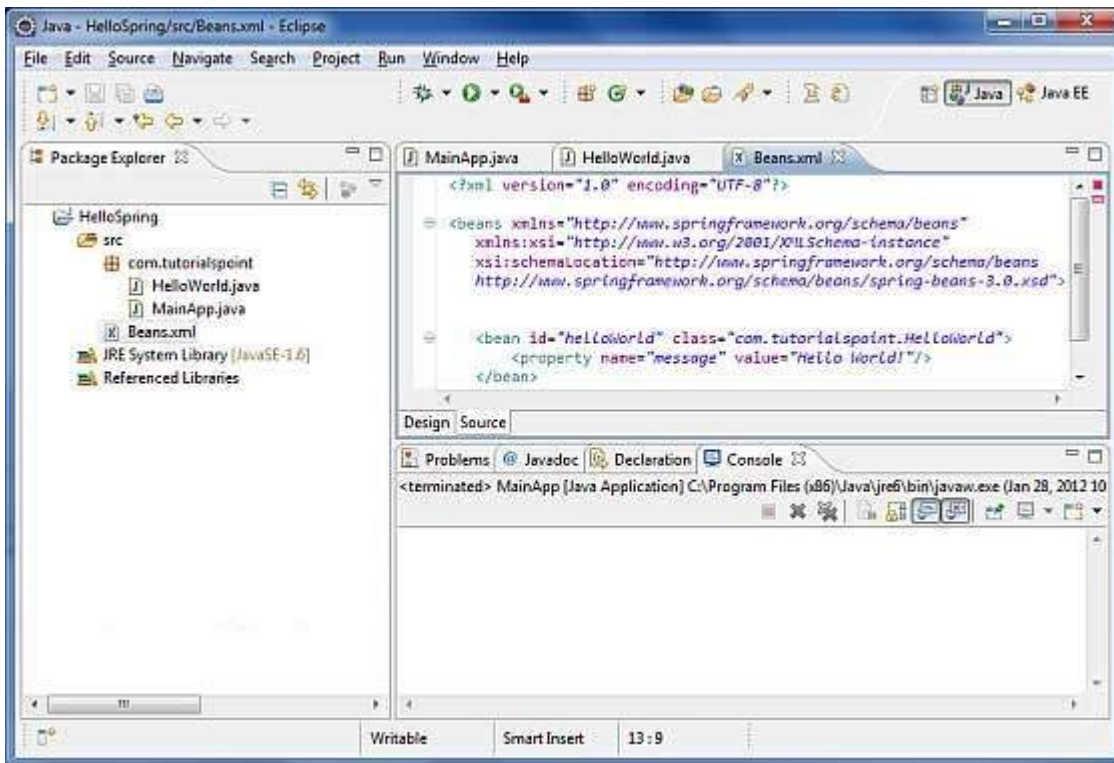 Java - HelloSpring/src/Beans.xml - Eclipse
File Edit Source Navigate Search Project Run Window Help
Java Java EE
Package Explorer
HelloSpring
src
com.tutorialspoint
HelloWorld.java
MainApp.java
Beans.xml
JRE System Library [JavaSE-1.6]
Referenced Libraries
MainApp.java HelloWorld.java Beans.xml
<?xml version="1.0" encoding="UTF-8"?>
<beans xmlns="http://www.springframework.org/schema/beans"
xmlns:xsi="http://www.w3.org/2001/XMLSchema-instance"
xsi:schemaLocation="http://www.springframework.org/schema/beans
http://www.springframework.org/schema/beans/spring-beans-3.0.xsd">
<bean id="helloWorld" class="com.tutorialspoint.HelloWorld">
<property name="message" value="Hello World!"/>
</bean>
Design Source
Problems @ Javadoc Declaration Console
<terminated> MainApp [Java Application] C:\Program Files (x86)\Java\jre6\bin\javaw.exe (Jan 28, 2012 10
Writable Smart Insert 13:9